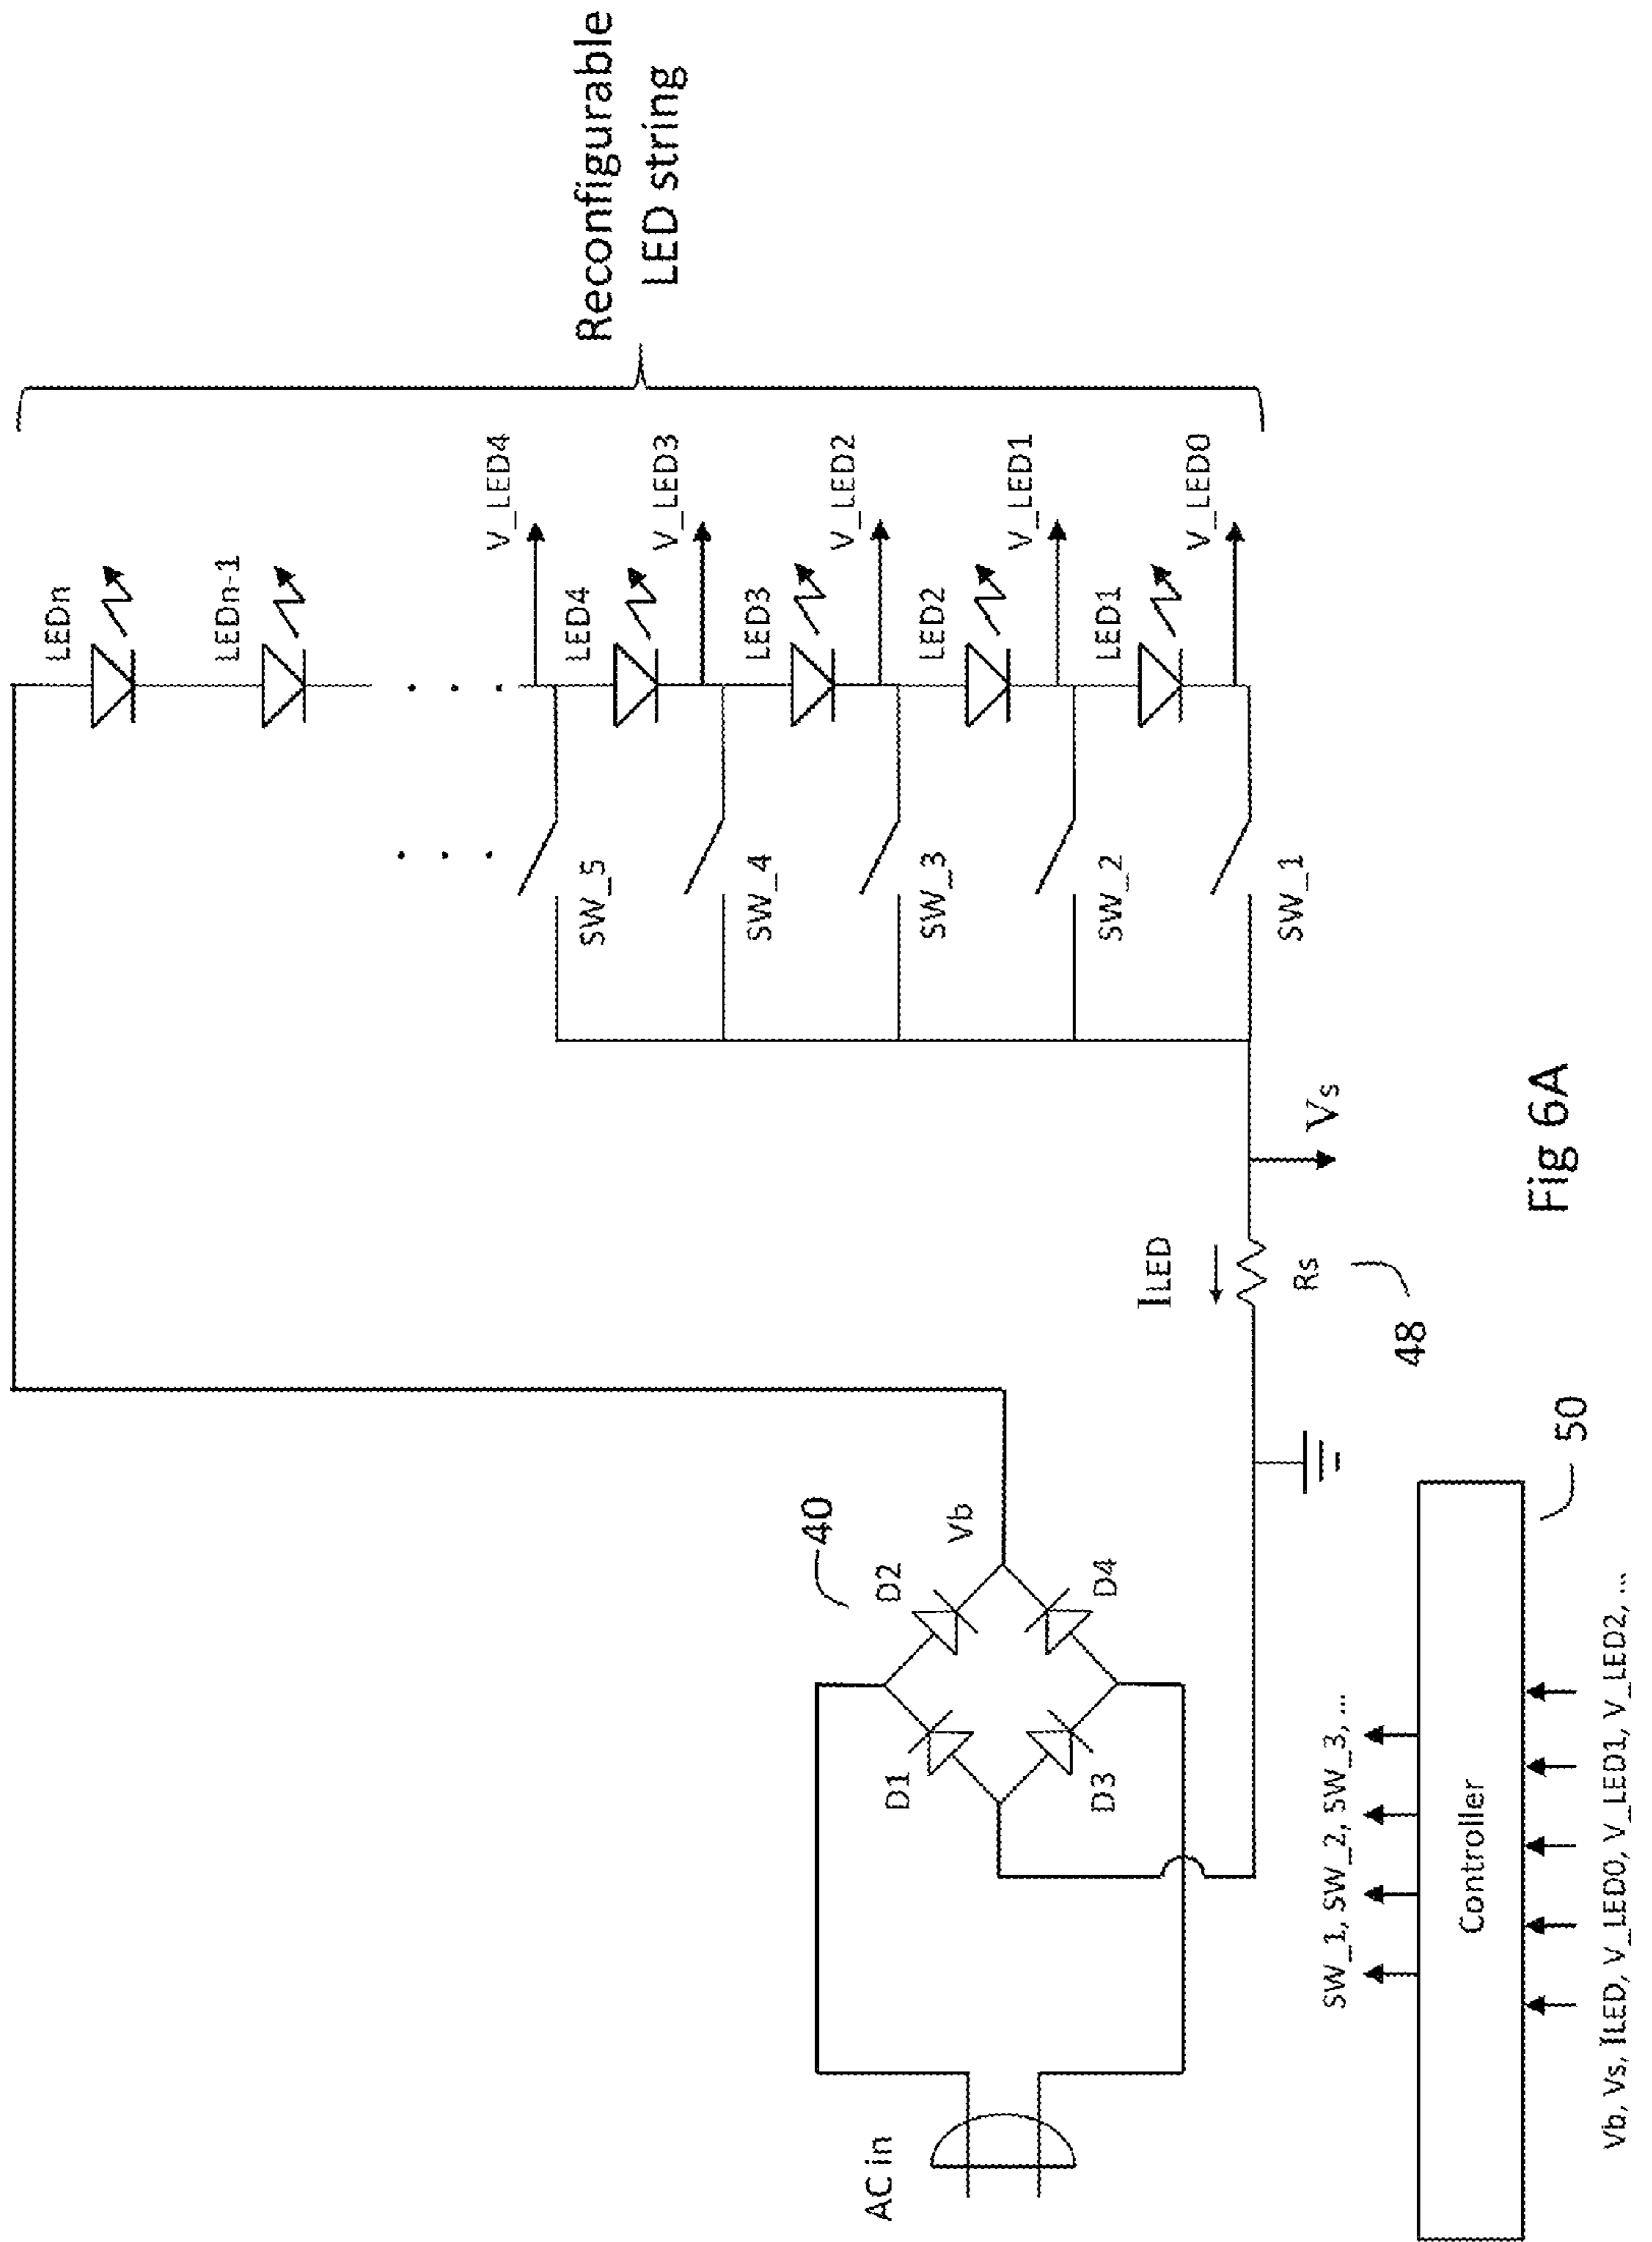 Reconfigurable
LED string
LEDn
LEDn-1
V_LED4
LED4
V_LED3
LED3
V_LED2
LED2
V_LED1
LED1
V_LED0
SW_5
SW_4
SW_3
SW_2
SW_1
Vs
ILED
Rs
48
40
Vb
D2
D4
D1
D3
AC in
SW_1, SW_2, SW_3, ...
Controller
50
Vb, Vs, ILED, V_LED0, V_LED1, V_LED2, ...
Fig 6A